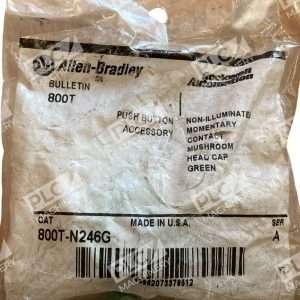 Allen-Bradley
Rockwell
Automation
BULLETIN
800T
PUSH BUTTON
ACCESSORY
NON-ILLUMINATE
MOMENTARY
CONTACT
MUSHROOM
HEAD CAP
GREEN
CAT
MADE IN U.S.A.
SER
800T-N246G
A